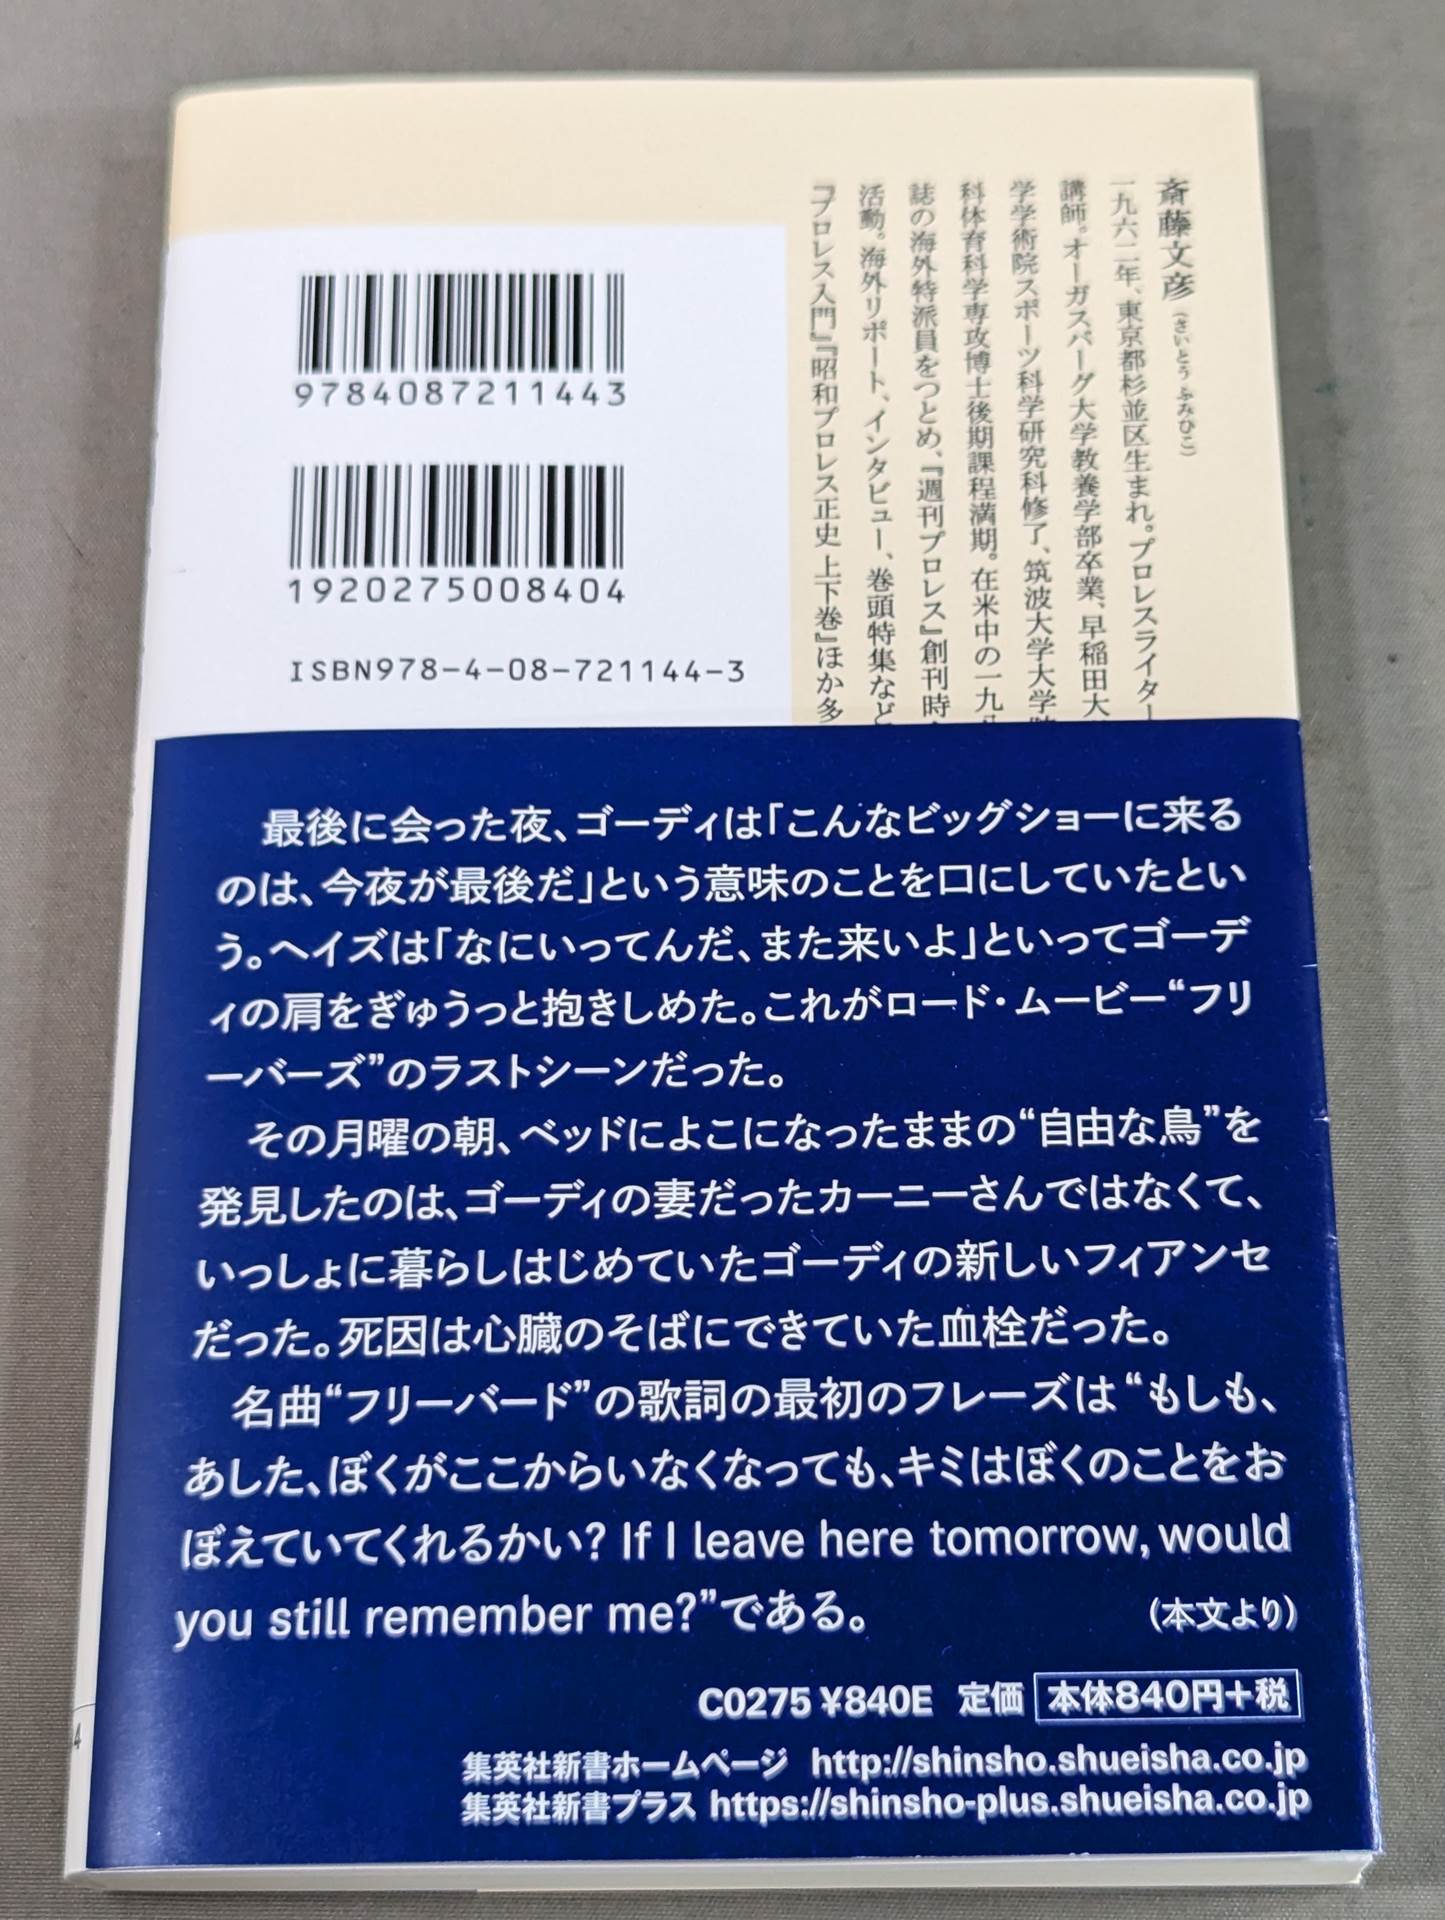 斎藤文彦（さいとう ふみひこ）
一九六二年、東京都杉並区生まれ。プロレスライター
講師。オーガスバーグ大学教養学部卒業、早稲田大
学学術院スポーツ科学研究科修了、筑波大学大学
科体育科学専攻博士後期課程満期。在米中の一九
誌の海外特派員をつとめ、『週刊プロレス』創刊時
活動。海外リポート、インタビュー、巻頭特集など
『プロレス入門』『昭和プロレス正史 上下巻』ほか多
9784087211443
1920275008404
ISBN978-4-08-721144-3
最後に会った夜、ゴーディは「こんなビッグショーに来る
のは、今夜が最後だ」という意味のことを口にしていたとい
う。ヘイズは「なにいってんだ、また来いよ」といってゴーデ
ィの肩をぎゅうっと抱きしめた。これがロード・ムービー“フリ
ーバーズ”のラストシーンだった。
その月曜の朝、ベッドによこになったままの“自由な鳥”を
発見したのは、ゴーディの妻だったカーニーさんではなくて、
いっしょに暮らしはじめていたゴーディの新しいフィアンセ
だった。死因は心臓のそばにできていた血栓だった。
名曲“フリーバード”の歌詞の最初のフレーズは“もしも、
あした、ぼくがここからいなくなっても、キミはぼくのことをお
ぼえていてくれるかい? If I leave here tomorrow, would
you still remember me?”である。 （本文より）
C0275 ¥840E 定価 本体840円+税
集英社新書ホームページ http://shinsho.shueisha.co.jp
集英社新書プラス https://shinsho-plus.shueisha.co.jp
4